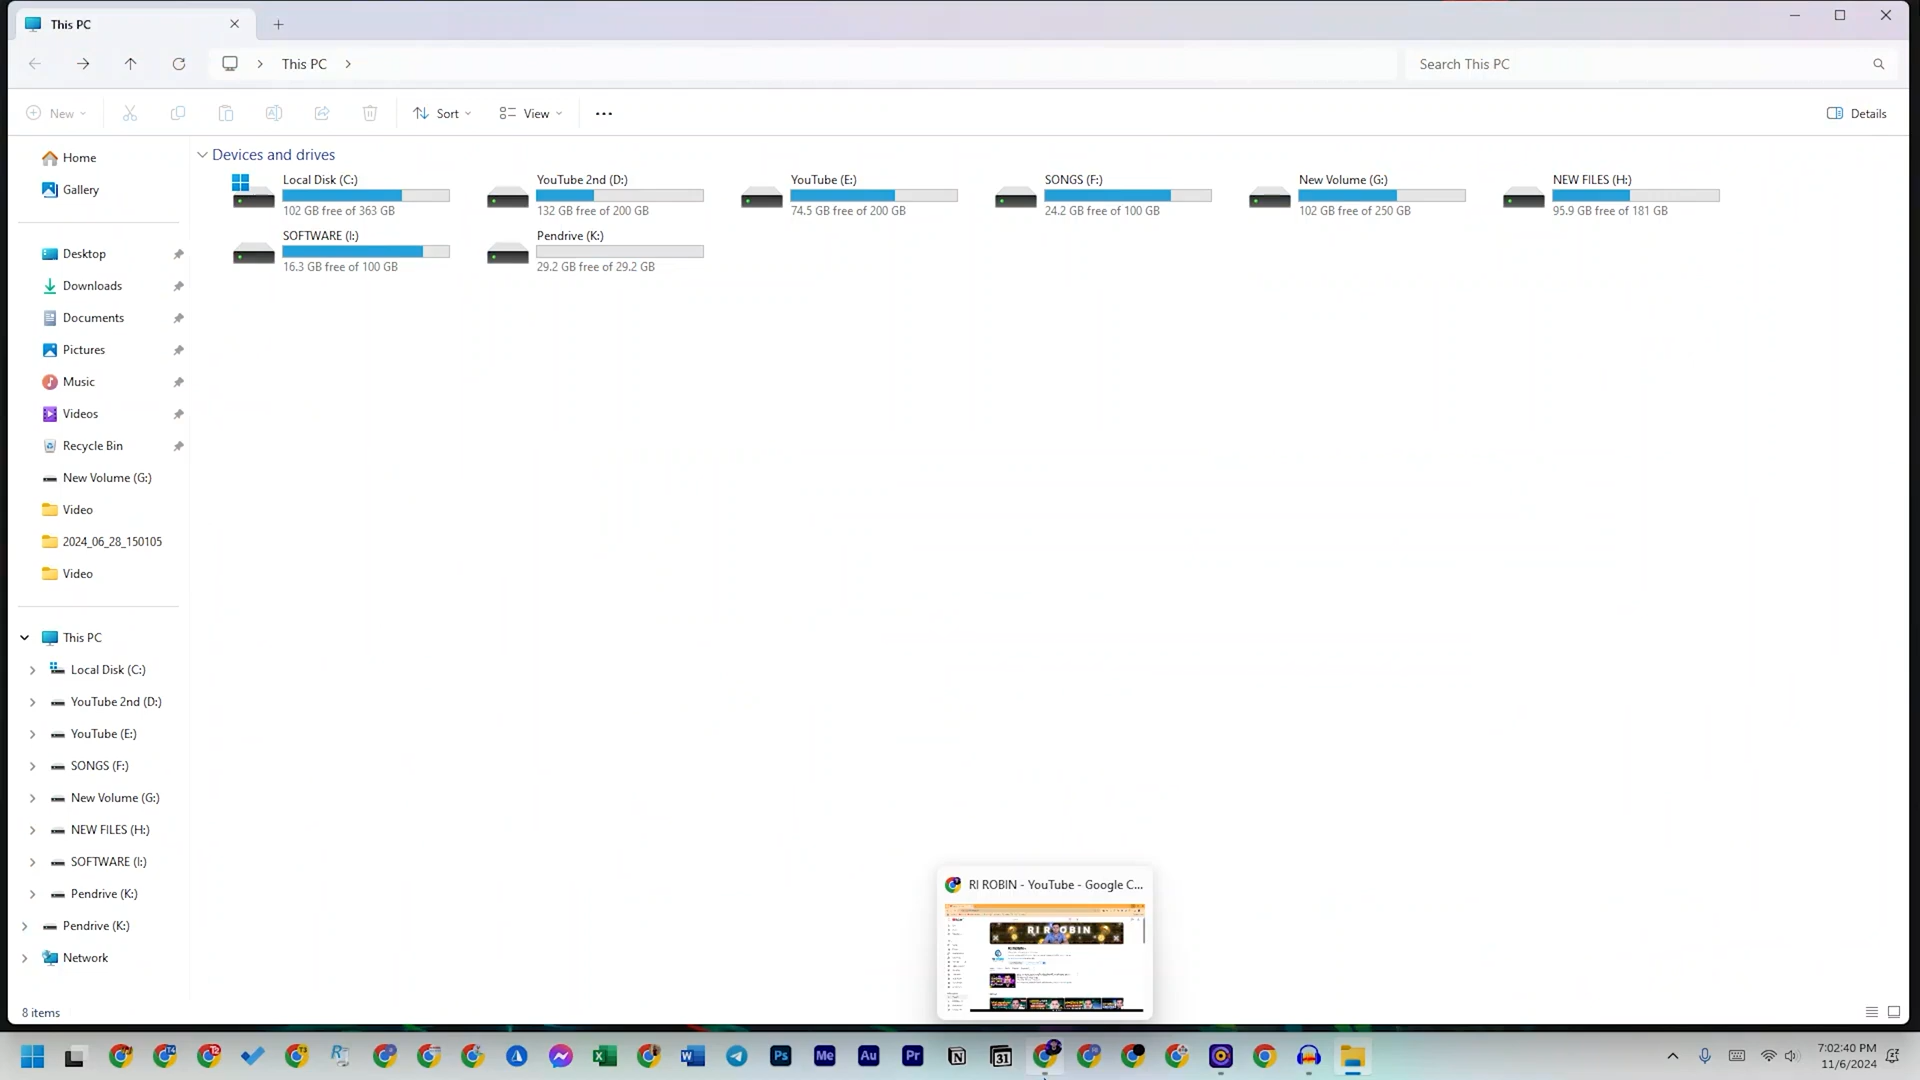 This PC
This PC
Search This PC
New
Sort
View
Details
Home
Gallery
Desktop
Downloads
Documents
Pictures
Music
Videos
Recycle Bin
New Volume (G:)
Video
2024_06_28_150105
Video
This PC
Local Disk (C:)
YouTube 2nd (D:)
YouTube (E:)
SONGS (F:)
New Volume (G:)
NEW FILES (H:)
SOFTWARE (I:)
Pendrive (K:)
Pendrive (K:)
Network
8 items
Devices and drives
Local Disk (C:)
102 GB free of 363 GB
YouTube 2nd (D:)
132 GB free of 200 GB
YouTube (E:)
74.5 GB free of 200 GB
SONGS (F:)
24.2 GB free of 100 GB
New Volume (G:)
102 GB free of 250 GB
NEW FILES (H:)
95.9 GB free of 181 GB
SOFTWARE (I:)
16.3 GB free of 100 GB
Pendrive (K:)
29.2 GB free of 29.2 GB
RI ROBIN - YouTube - Google C...
RI ROBIN
Ps
Me
Au
Pr
31
7:02:40 PM
11/6/2024